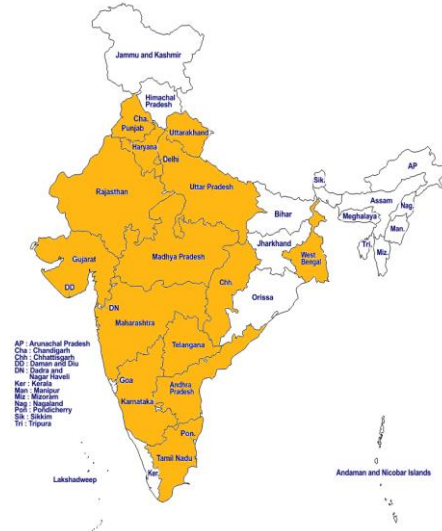 Jammu and Kashmir
Himachal
Pradesh
Cha.
Punjab
Uttarakhand
Haryana
Delhi
Rajasthan
Uttar Pradesh
Sik.
AP
Assam
Nag.
Bihar
Meghalaya
Man.
Jharkhand
Tri.
Miz.
Gujarat
Madhya Pradesh
West
Bengal
DD
Chh.
DN
Orissa
Maharashtra
Telangana
AP : Arunachal Pradesh
Cha : Chandigarh
Chh : Chhattisgarh
DD : Daman and Diu
DN : Dadra and
Nagar Haveli
Ker : Kerala
Man : Manipur
Miz : Mizoram
Nag : Nagaland
Pon : Pondicherry
Sik : Sikkim
Tri : Tripura
Goa
Andhra
Pradesh
Karnataka
Pon.
Tamil Nadu
Ker.
Lakshadweep
Andaman and Nicobar Islands